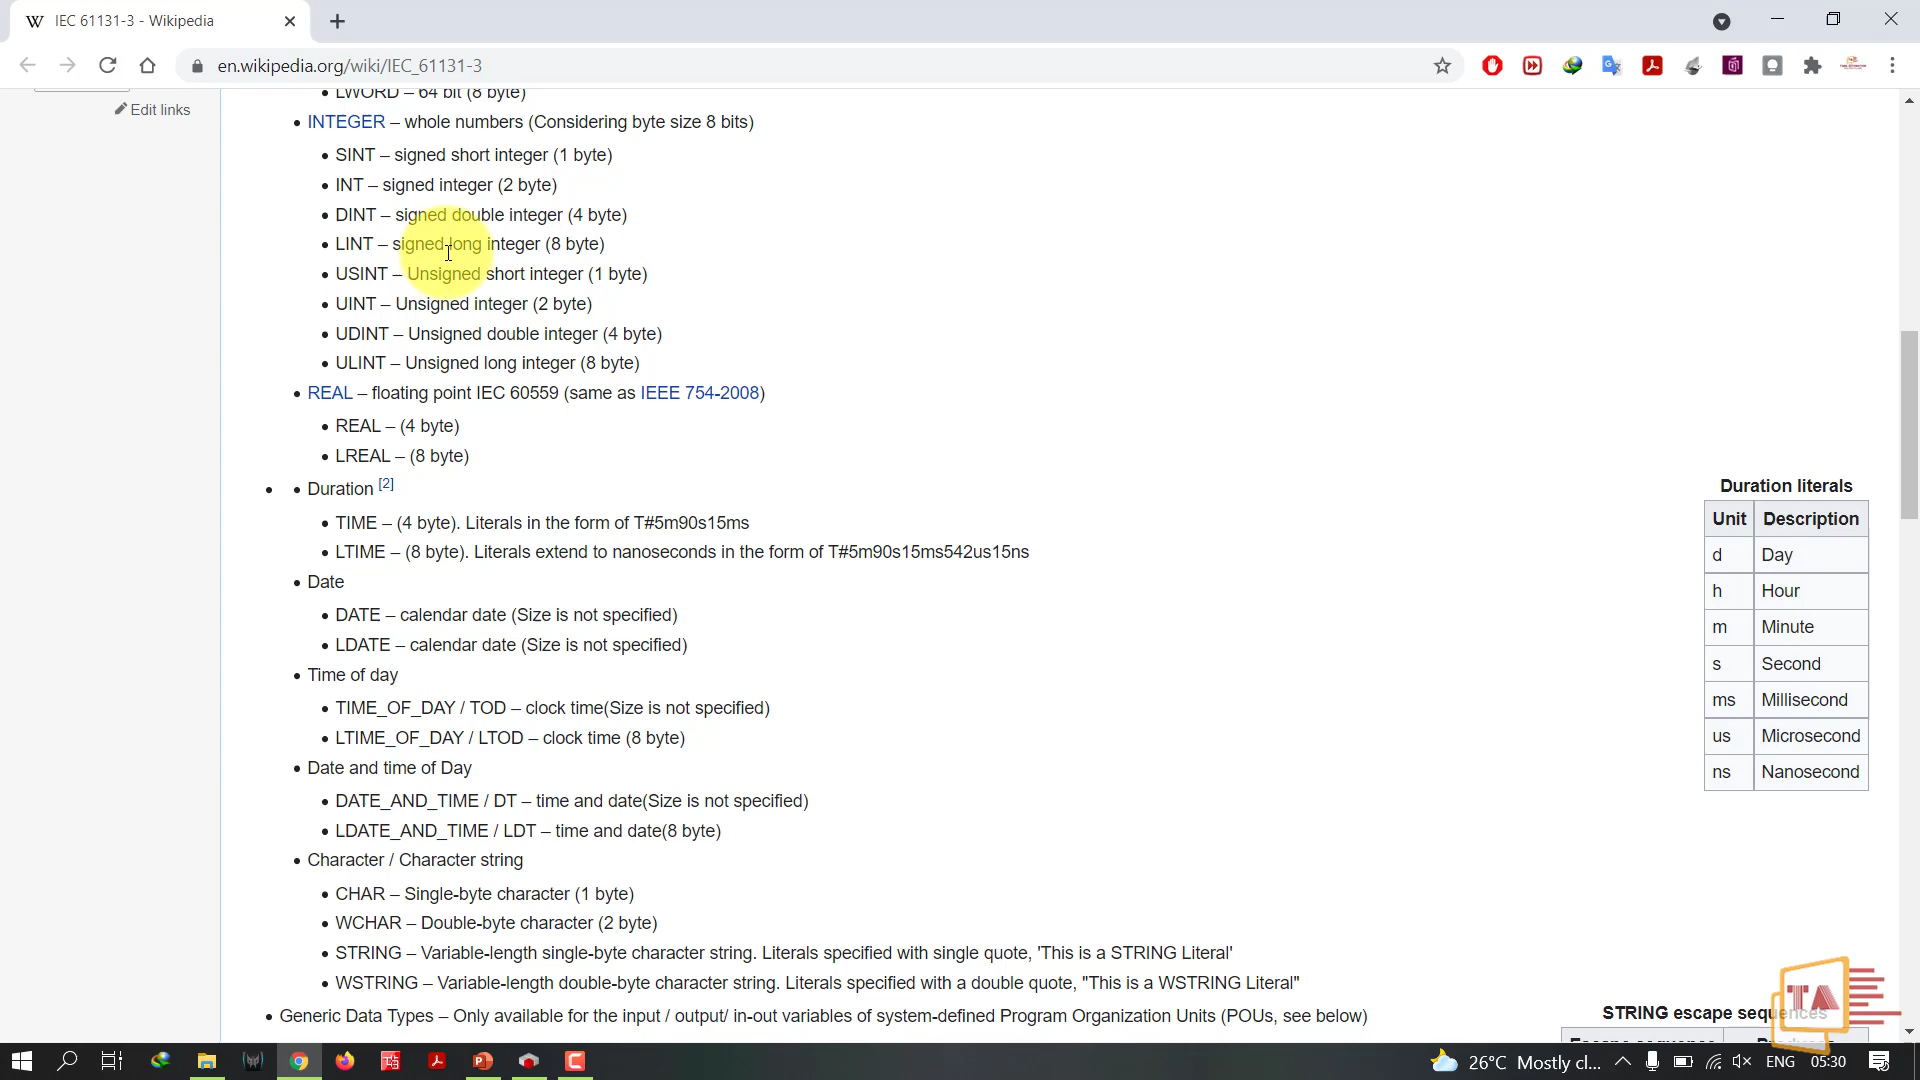 IEC 61131-3 - Wikipedia
en.wikipedia.org/wiki/IEC_61131-3
Edit links
• LWORD – 64 bit (8 byte)
• INTEGER – whole numbers (Considering byte size 8 bits)
• SINT – signed short integer (1 byte)
• INT – signed integer (2 byte)
• DINT – signed double integer (4 byte)
• LINT – signed long integer (8 byte)
• USINT – Unsigned short integer (1 byte)
• UINT – Unsigned integer (2 byte)
• UDINT – Unsigned double integer (4 byte)
• ULINT – Unsigned long integer (8 byte)
• REAL – floating point IEC 60559 (same as IEEE 754-2008)
• REAL – (4 byte)
• LREAL – (8 byte)
• • Duration [2]
• TIME – (4 byte). Literals in the form of T#5m90s15ms
• LTIME – (8 byte). Literals extend to nanoseconds in the form of T#5m90s15ms542us15ns
• Date
• DATE – calendar date (Size is not specified)
• LDATE – calendar date (Size is not specified)
• Time of day
• TIME_OF_DAY / TOD – clock time(Size is not specified)
• LTIME_OF_DAY / LTOD – clock time (8 byte)
• Date and time of Day
• DATE_AND_TIME / DT – time and date(Size is not specified)
• LDATE_AND_TIME / LDT – time and date(8 byte)
• Character / Character string
• CHAR – Single-byte character (1 byte)
• WCHAR – Double-byte character (2 byte)
• STRING – Variable-length single-byte character string. Literals specified with single quote, 'This is a STRING Literal'
• WSTRING – Variable-length double-byte character string. Literals specified with a double quote, "This is a WSTRING Literal"
• Generic Data Types – Only available for the input / output/ in-out variables of system-defined Program Organization Units (POUs, see below)
Duration literals
Unit Description
d Day
h Hour
m Minute
s Second
ms Millisecond
us Microsecond
ns Nanosecond
STRING escape sequences
TA
26°C Mostly cl... ENG 05:30